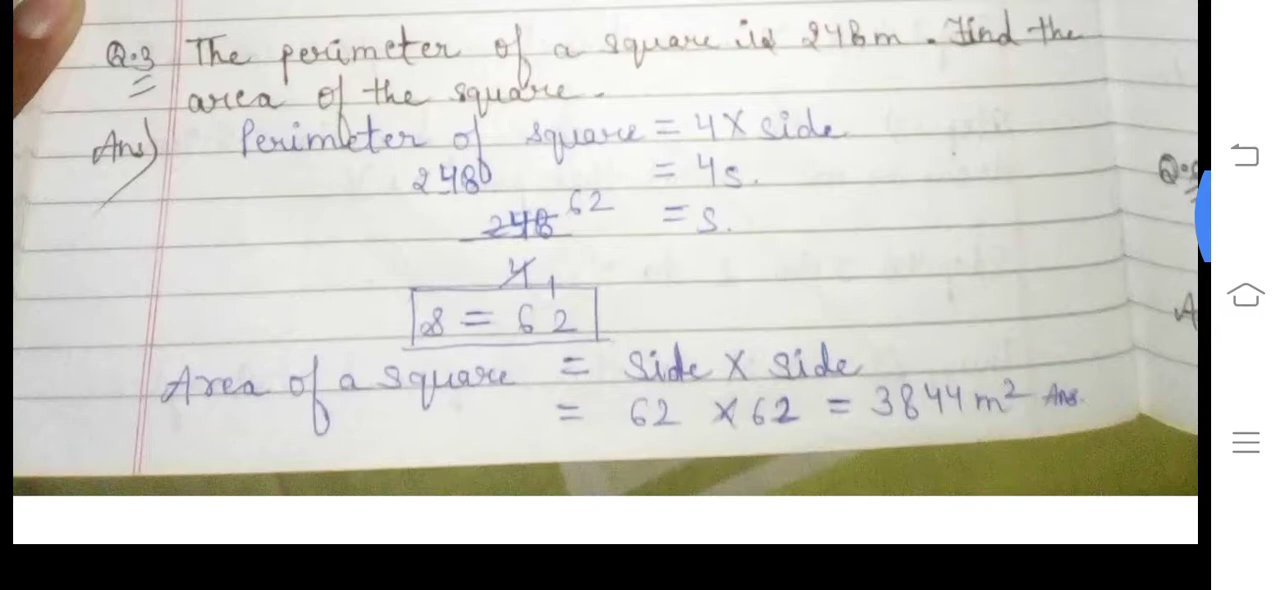 Q.3 The perimeter of a square is 248m. Find the
area of the square.
Ans) Perimeter of square = 4 X side
248 = 4s.
248 62 = s.
4 1
s = 62
Area of a square = Side X Side
= 62 X 62 = 3844 m² Ans.
Q.
A